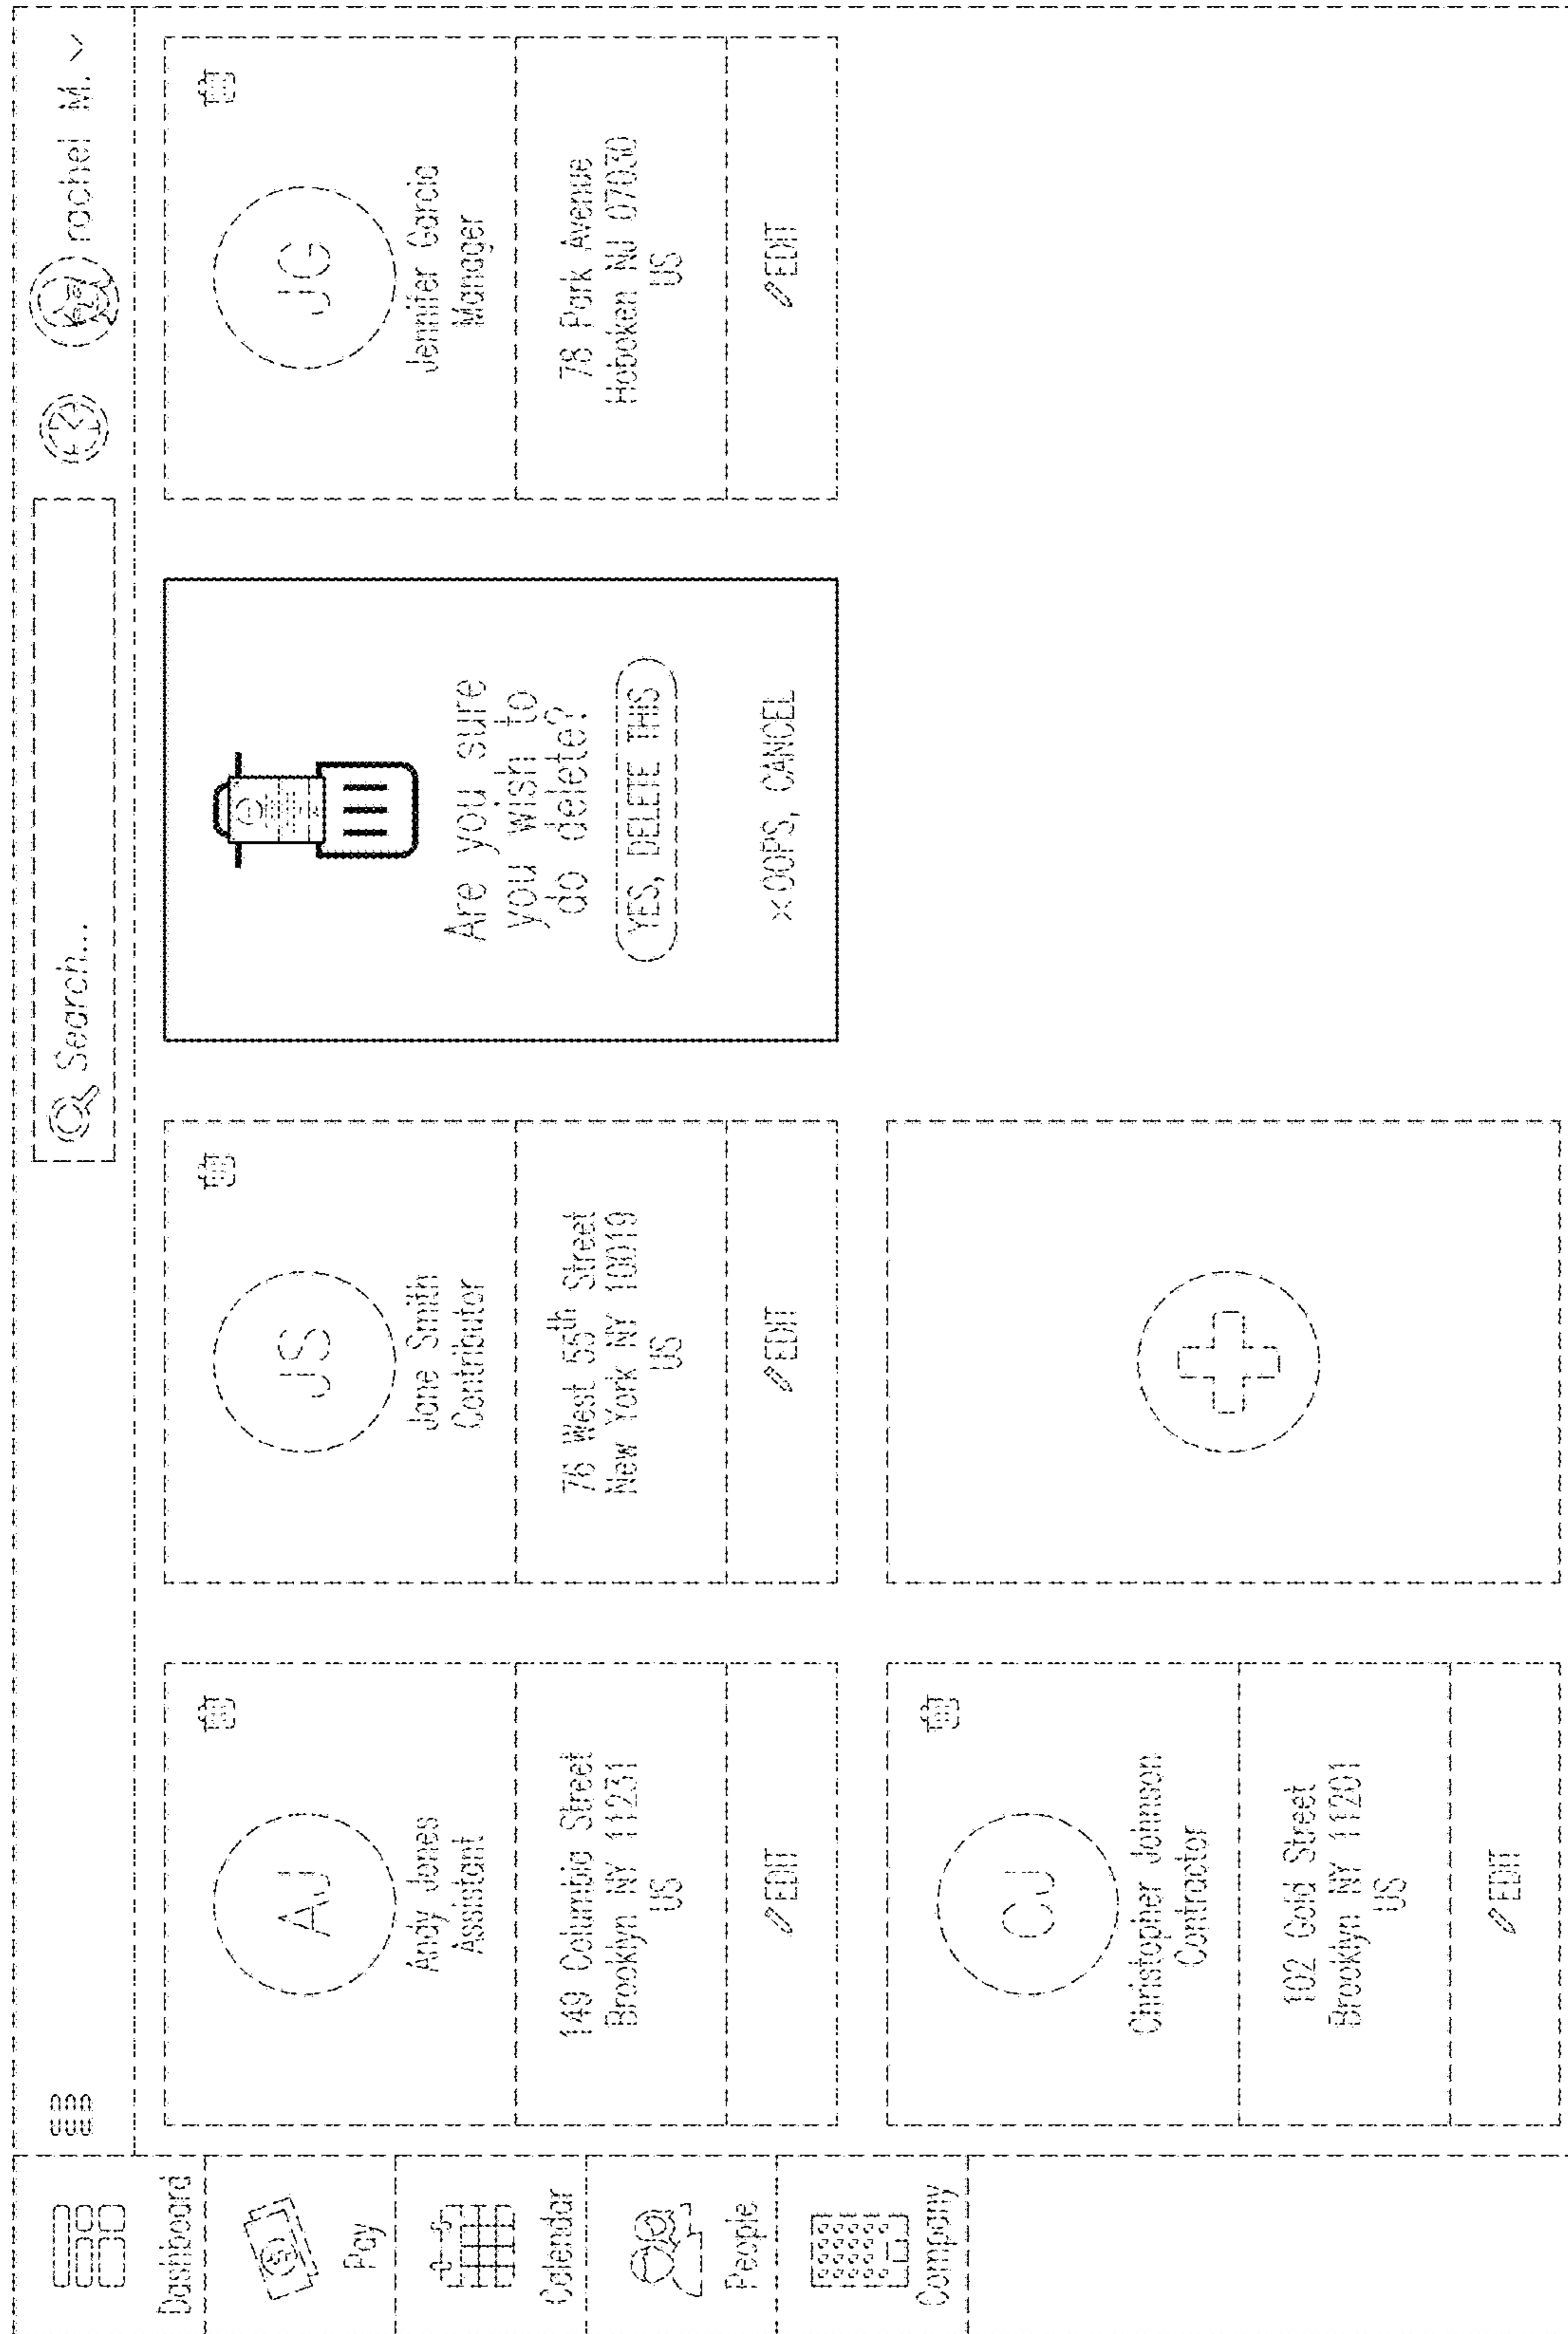 Search...
rachel M.
Dashboard
Pay
Calendar
People
Company
AJ
Andy Jones
Assistant
149 Columbia Street
Brooklyn NY 11231
US
EDIT
JS
Jane Smith
Contributor
76 West 55th Street
New York NY 10019
US
EDIT
Are you sure
you wish to
do delete?
YES, DELETE THIS
×OOPS, CANCEL
JG
Jennifer Garcia
Manager
78 Park Avenue
Hoboken NJ 07030
US
EDIT
CJ
Christopher Johnson
Contractor
102 Gold Street
Brooklyn NY 11201
US
EDIT